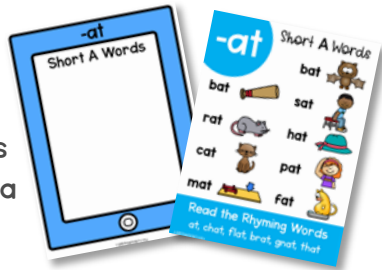 -at
Short A Words
s
a
-at
Short A Words
bat
bat
sat
rat
hat
cat
pat
mat
fat
Read the Rhyming Words
at, chat, flat, brat, gnat, that